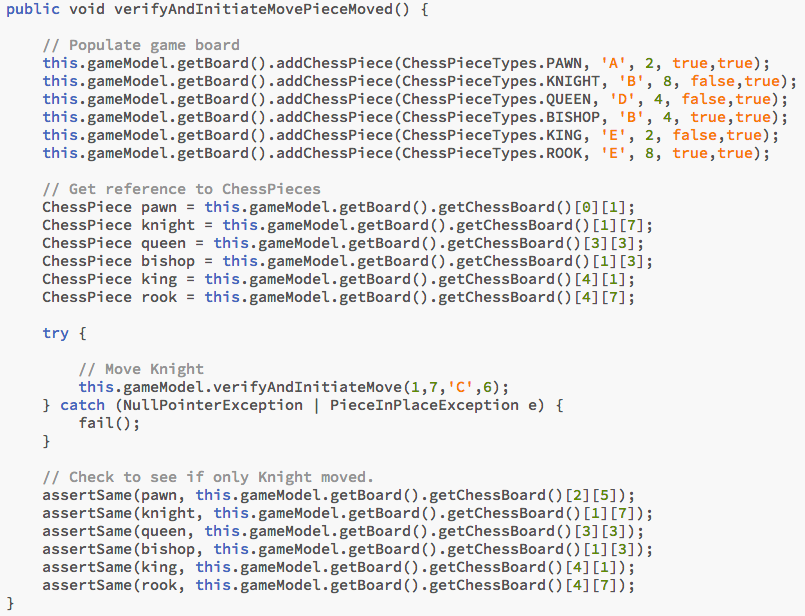 public void verifyAndInitiateMovePieceMoved() {
// Populate game board
this.gameModel.getBoard().addChessPiece(ChessPieceTypes.PAWN, 'A', 2, true,true);
this.gameModel.getBoard().addChessPiece(ChessPieceTypes.KNIGHT, 'B', 8, false,true);
this.gameModel.getBoard().addChessPiece(ChessPieceTypes.QUEEN, 'D', 4, false,true);
this.gameModel.getBoard().addChessPiece(ChessPieceTypes.BISHOP, 'B', 4, true,true);
this.gameModel.getBoard().addChessPiece(ChessPieceTypes.KING, 'E', 2, false,true);
this.gameModel.getBoard().addChessPiece(ChessPieceTypes.ROOK, 'E', 8, true,true);
// Get reference to ChessPieces
ChessPiece pawn = this.gameModel.getBoard().getChessBoard()[0][1];
ChessPiece knight = this.gameModel.getBoard().getChessBoard()[1][7];
ChessPiece queen = this.gameModel.getBoard().getChessBoard()[3][3];
ChessPiece bishop = this.gameModel.getBoard().getChessBoard()[1][3];
ChessPiece king = this.gameModel.getBoard().getChessBoard()[4][1];
ChessPiece rook = this.gameModel.getBoard().getChessBoard()[4][7];
try {
// Move Knight
this.gameModel.verifyAndInitiateMove(1,7,'C',6);
} catch (NullPointerException | PieceInPlaceException e) {
fail();
}
// Check to see if only Knight moved.
assertSame(pawn, this.gameModel.getBoard().getChessBoard()[2][5]);
assertSame(knight, this.gameModel.getBoard().getChessBoard()[1][7]);
assertSame(queen, this.gameModel.getBoard().getChessBoard()[3][3]);
assertSame(bishop, this.gameModel.getBoard().getChessBoard()[1][3]);
assertSame(king, this.gameModel.getBoard().getChessBoard()[4][1]);
assertSame(rook, this.gameModel.getBoard().getChessBoard()[4][7]);
}